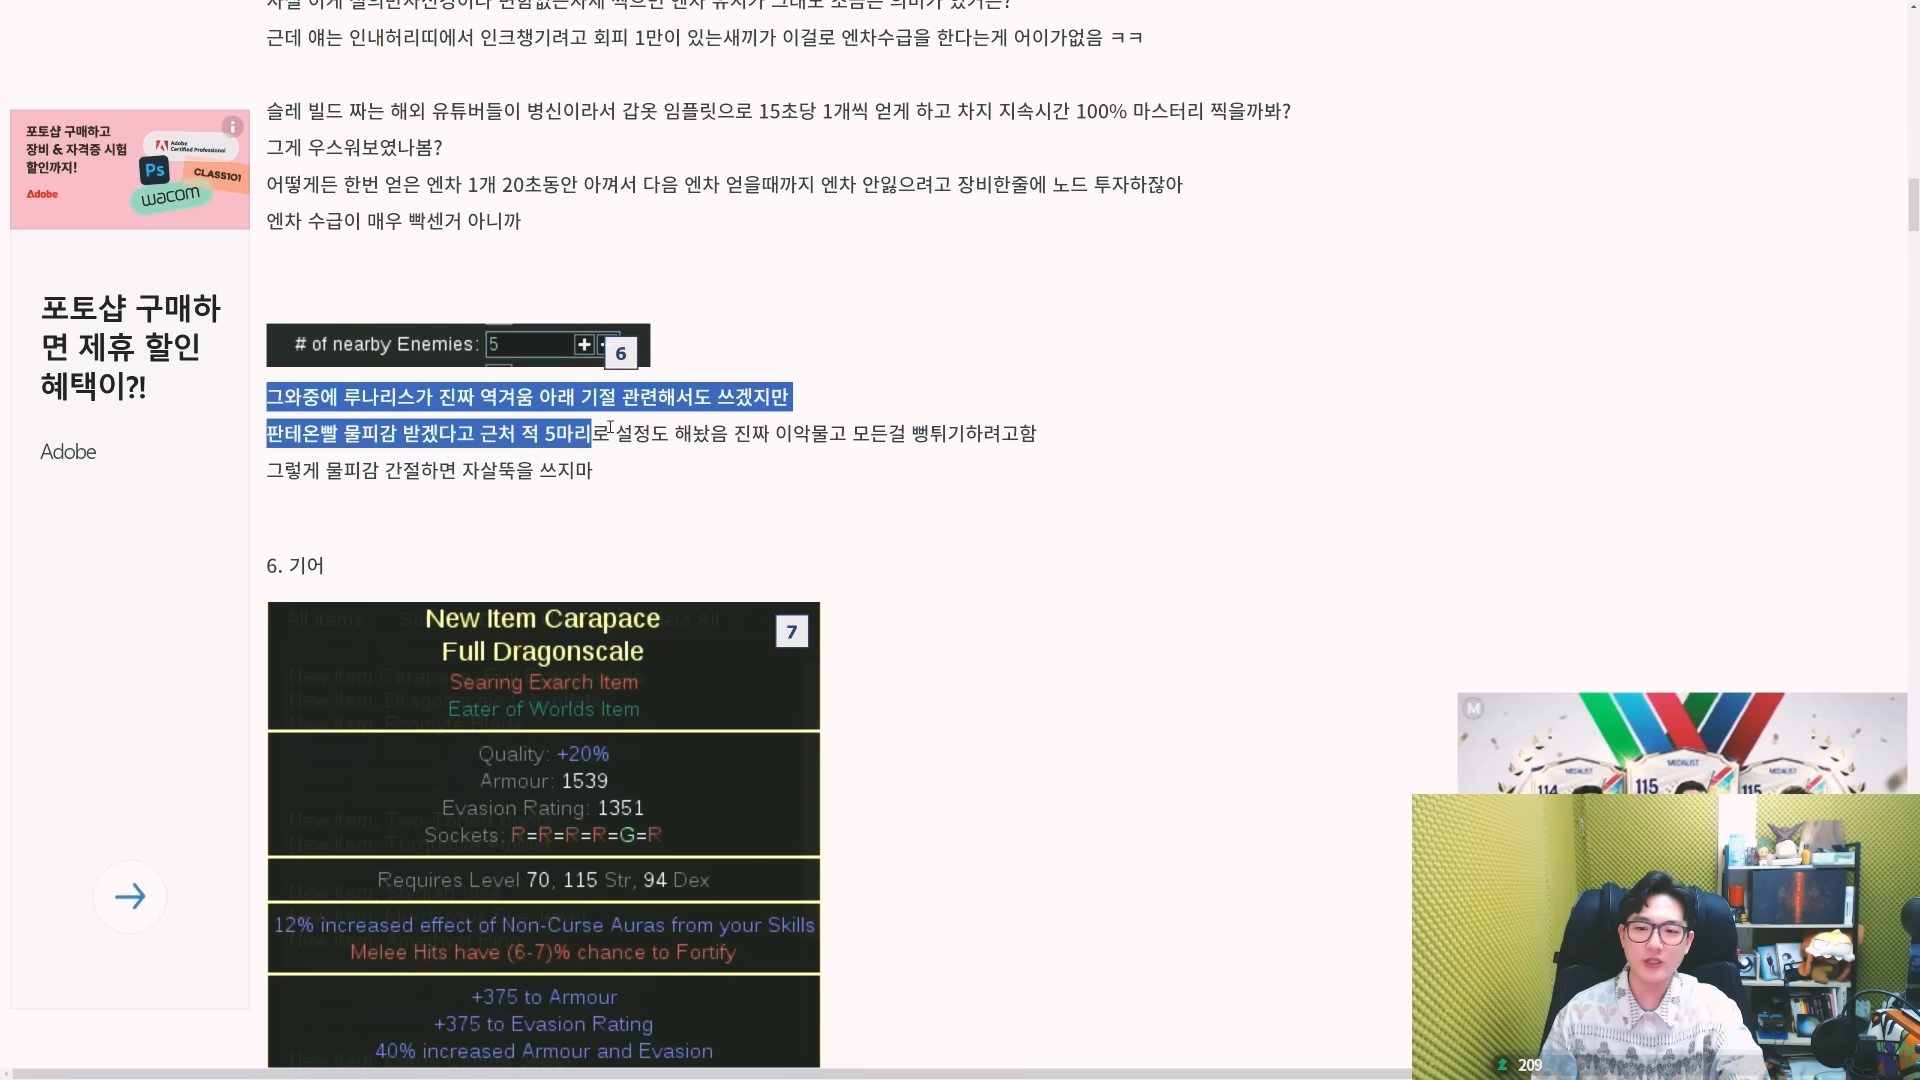 근데 얘는 인내허리띠에서 인크챙기려고 회피 1만이 있는새끼가 이걸로 엔차수급을 한다는게 어이가없음 ㅋㅋ
슬레 빌드 짜는 해외 유튜버들이 병신이라서 갑옷 임플릿으로 15초당 1개씩 얻게 하고 차지 지속시간 100% 마스터리 찍을까봐?
그게 우스워보였나봄?
어떻게든 한번 얻은 엔차 1개 20초동안 아껴서 다음 엔차 얻을때까지 엔차 안잃으려고 장비한줄에 노드 투자하잖아
엔차 수급이 매우 빡센거 아니까
포토샵 구매하고
장비 & 자격증 시험
할인까지!
Adobe
Adobe
Certified Professional
Ps
CLASS101
wacom
포토샵 구매하
면 제휴 할인
혜택이?!
Adobe
# of nearby Enemies: 5
6
그와중에 루나리스가 진짜 역겨움 아래 기절 관련해서도 쓰겠지만
판테온빨 물피감 받겠다고 근처 적 5마리로 설정도 해놨음 진짜 이악물고 모든걸 뻥튀기하려고함
그렇게 물피감 간절하면 자살뚝을 쓰지마
6. 기어
New Item Carapace
7
Full Dragonscale
Searing Exarch Item
Eater of Worlds Item
Quality: +20%
Armour: 1539
Evasion Rating: 1351
Sockets: R=R=R=R=G=R
Requires Level 70, 115 Str, 94 Dex
12% increased effect of Non-Curse Auras from your Skills
Melee Hits have (6-7)% chance to Fortify
+375 to Armour
+375 to Evasion Rating
40% increased Armour and Evasion
M
MEDALIST
MEDALIST
MEDALIST
114
115
115
209